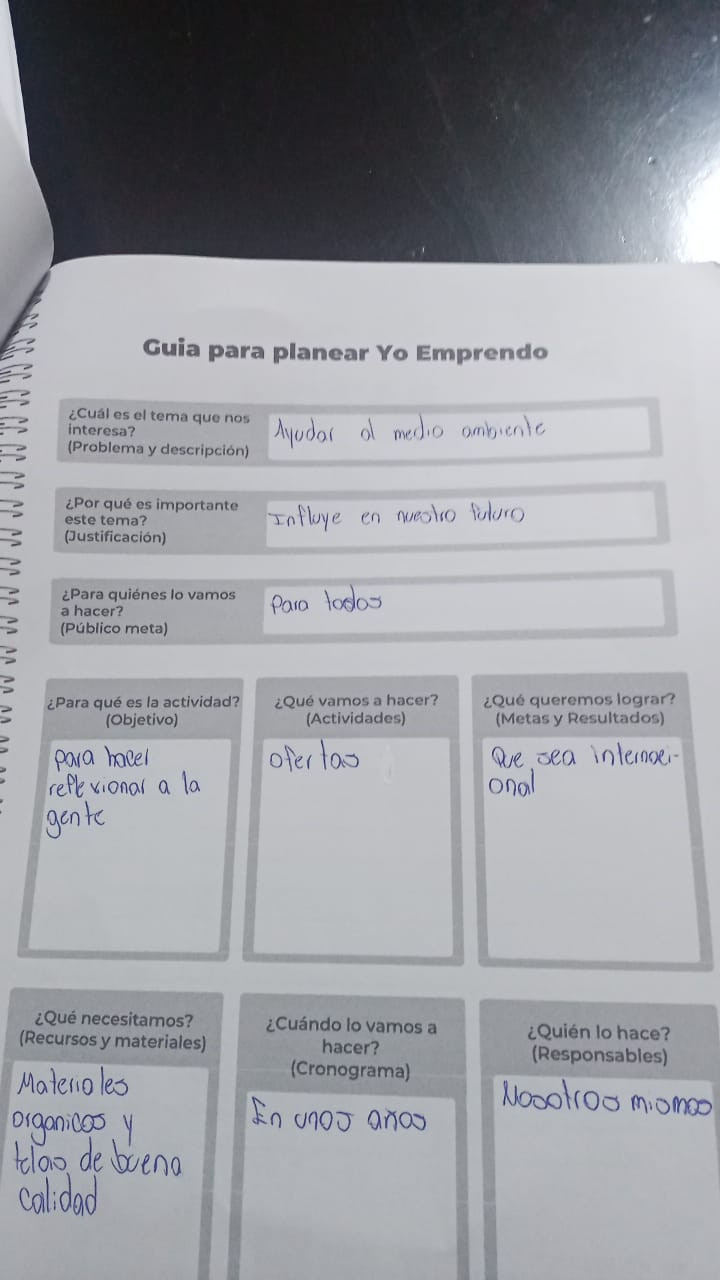 Guia para planear Yo Emprendo
¿Cuál es el tema que nos
interesa?
(Problema y descripción)
Ayudar al medio ambiente
¿Por qué es importante
este tema?
(Justificación)
Influye en nuestro futuro
¿Para quiénes lo vamos
a hacer?
(Público meta)
Para todos
¿Para qué es la actividad?
(Objetivo)
para hacer
reflexionar a la
gente
¿Qué vamos a hacer?
(Actividades)
ofertas
¿Qué queremos lograr?
(Metas y Resultados)
Que sea internaci-
onal
¿Qué necesitamos?
(Recursos y materiales)
Materiales
organicos y
telas de buena
calidad
¿Cuándo lo vamos a
hacer?
(Cronograma)
En unos años
¿Quién lo hace?
(Responsables)
Nosotros mismos